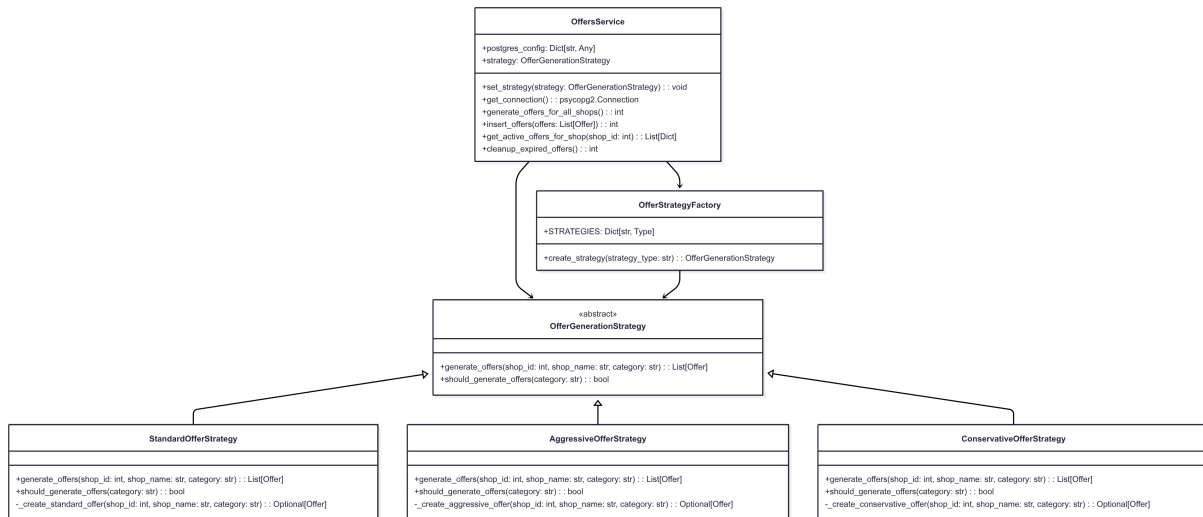 OffersService
+postgres_config: Dict[str, Any]
+strategy: OfferGenerationStrategy
+set_strategy(strategy: OfferGenerationStrategy) : : void
+get_connection() : : psycopg2.Connection
+generate_offers_for_all_shops() : : int
+insert_offers(offers: List[Offer]) : : int
+get_active_offers_for_shop(shop_id: int) : : List[Dict]
+cleanup_expired_offers() : : int
OfferStrategyFactory
+STRATEGIES: Dict[str, Type]
+create_strategy(strategy_type: str) : : OfferGenerationStrategy
«abstract»
OfferGenerationStrategy
+generate_offers(shop_id: int, shop_name: str, category: str) : : List[Offer]
+should_generate_offers(category: str) : : bool
StandardOfferStrategy
+generate_offers(shop_id: int, shop_name: str, category: str) : : List[Offer]
+should_generate_offers(category: str) : : bool
-_create_standard_offer(shop_id: int, shop_name: str, category: str) : : Optional[Offer]
AggressiveOfferStrategy
+generate_offers(shop_id: int, shop_name: str, category: str) : : List[Offer]
+should_generate_offers(category: str) : : bool
-_create_aggressive_offer(shop_id: int, shop_name: str, category: str) : : Optional[Offer]
ConservativeOfferStrategy
+generate_offers(shop_id: int, shop_name: str, category: str) : : List[Offer]
+should_generate_offers(category: str) : : bool
-_create_conservative_offer(shop_id: int, shop_name: str, category: str) : : Optional[Offer]